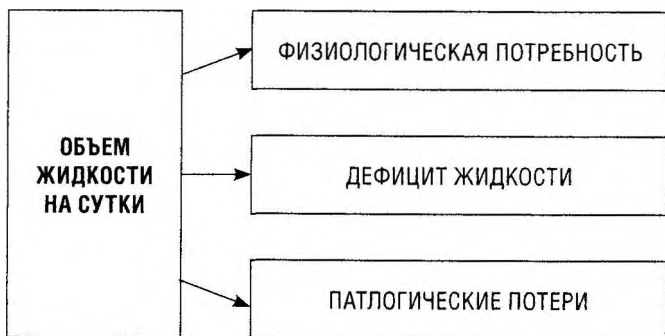 ОБЪЕМ
ЖИДКОСТИ
НА СУТКИ
ФИЗИОЛОГИЧЕСКАЯ ПОТРЕБНОСТЬ
ДЕФИЦИТ ЖИДКОСТИ
ПАТЛОГИЧЕСКИЕ ПОТЕРИ